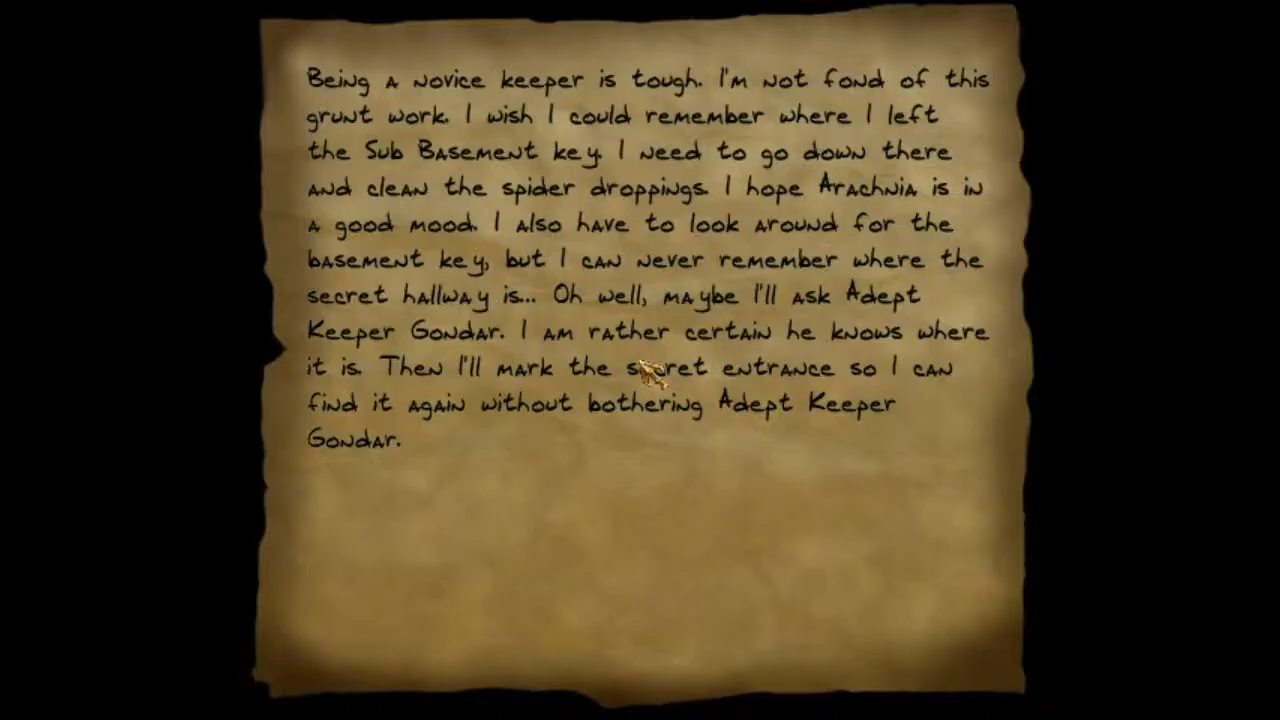 Being a novice keeper is tough. I'm not fond of this
grunt work. I wish I could remember where I left
the Sub Basement key. I need to go down there
and clean the spider droppings. I hope Arachnia is in
a good mood. I also have to look around for the
basement key, but I can never remember where the
secret hallway is... Oh well, maybe I'll ask Adept
Keeper Gondar. I am rather certain he knows where
it is. Then I'll mark the secret entrance so I can
find it again without bothering Adept Keeper
Gondar.